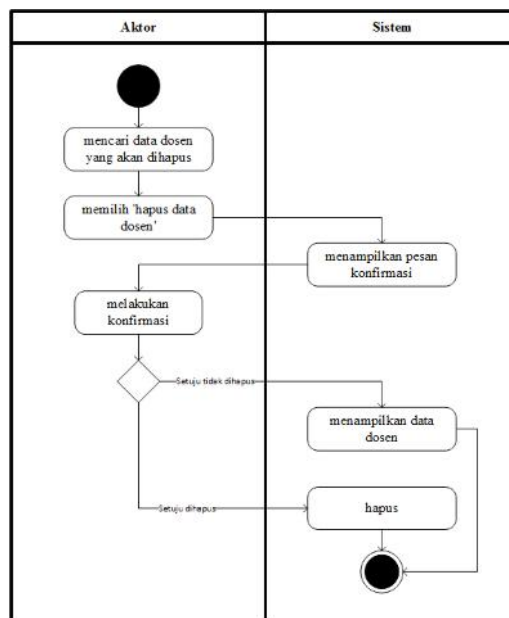 Aktor
Sistem
mencari data dosen
yang akan dihapus
memilih 'hapus data
dosen'
menampilkan pesan
konfirmasi
melakukan
konfirmasi
Setuju tidek dihapus
menampilkan data
dosen
Setuju dihapus
hapus